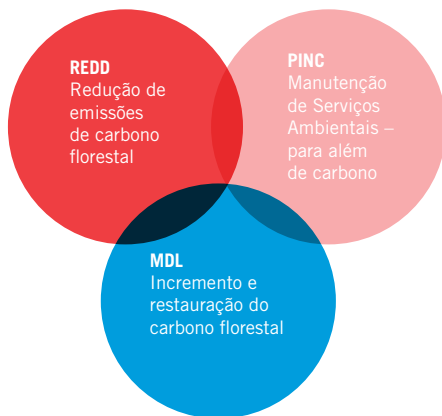 REDD
Redução de
emissões
de carbono
florestal
PINC
Manutenção
de Serviços
Ambientais –
para além
de carbono
MDL
Incremento e
restauração do
carbono florestal